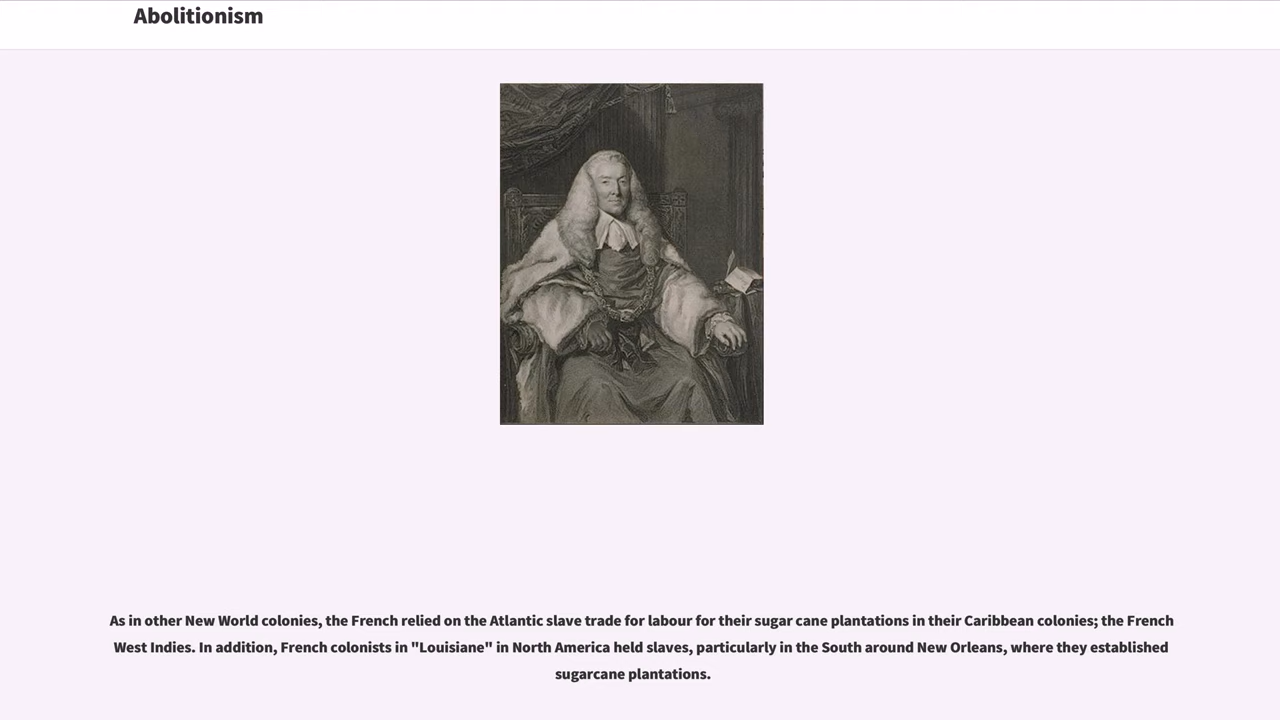 Abolitionism
As in other New World colonies, the French relied on the Atlantic slave trade for labour for their sugar cane plantations in their Caribbean colonies; the French
West Indies. In addition, French colonists in "Louisiane" in North America held slaves, particularly in the South around New Orleans, where they established
sugarcane plantations.